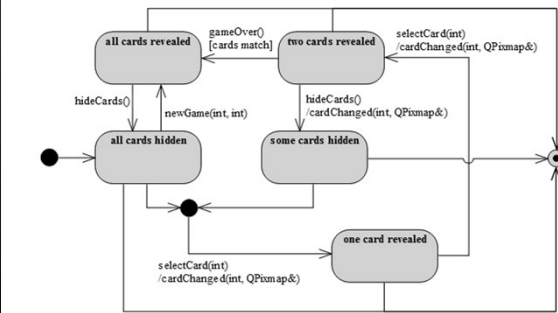 all cards revealed
gameOver()
[cards match]
two cards revealed
selectCard(int)
/cardChanged(int, QPixmap&)
hideCards()
newGame(int, int)
hideCards()
/cardChanged(int, QPixmap&)
all cards hidden
some cards hidden
one card revealed
selectCard(int)
/cardChanged(int, QPixmap&)